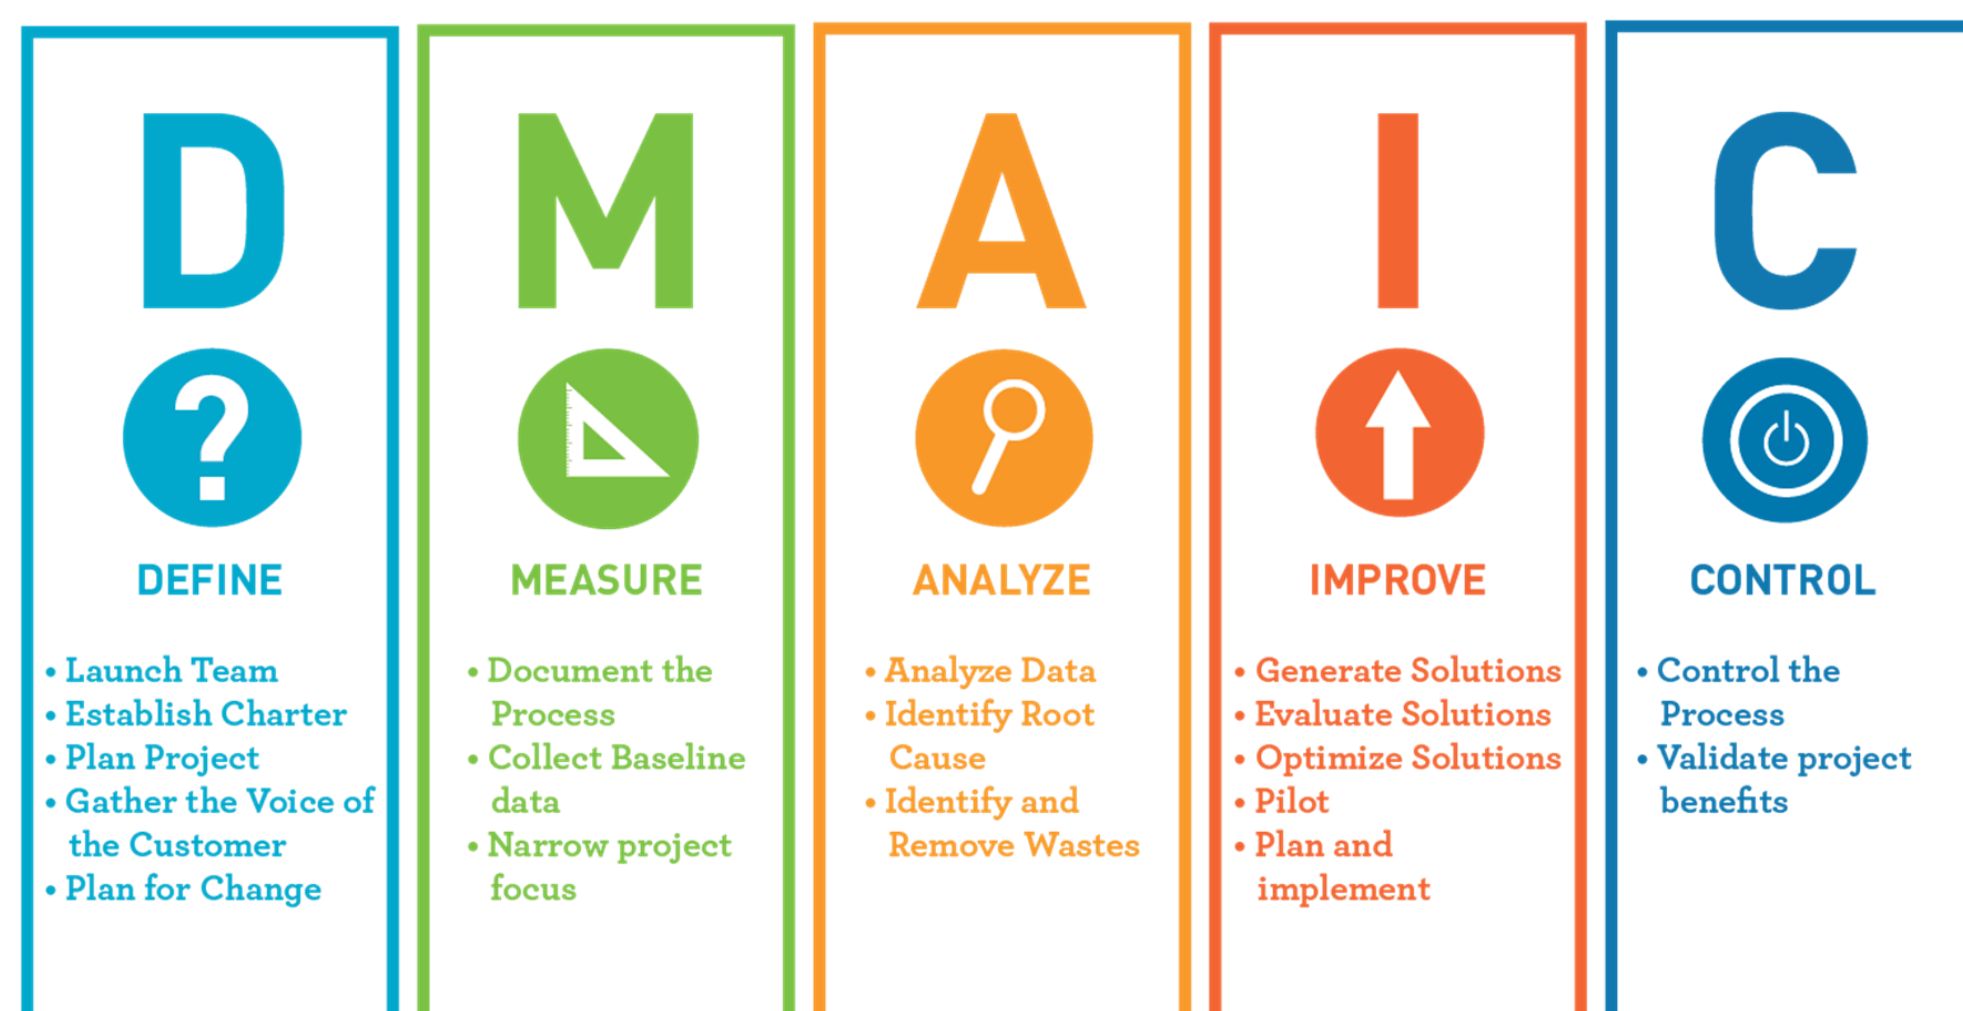 D
?
DEFINE
• Launch Team
• Establish Charter
• Plan Project
• Gather the Voice of
the Customer
• Plan for Change
M
MEASURE
• Document the
Process
• Collect Baseline
data
• Narrow project
focus
A
ANALYZE
• Analyze Data
• Identify Root
Cause
• Identify and
Remove Wastes
I
IMPROVE
• Generate Solutions
• Evaluate Solutions
• Optimize Solutions
• Pilot
• Plan and
implement
C
CONTROL
• Control the
Process
• Validate project
benefits